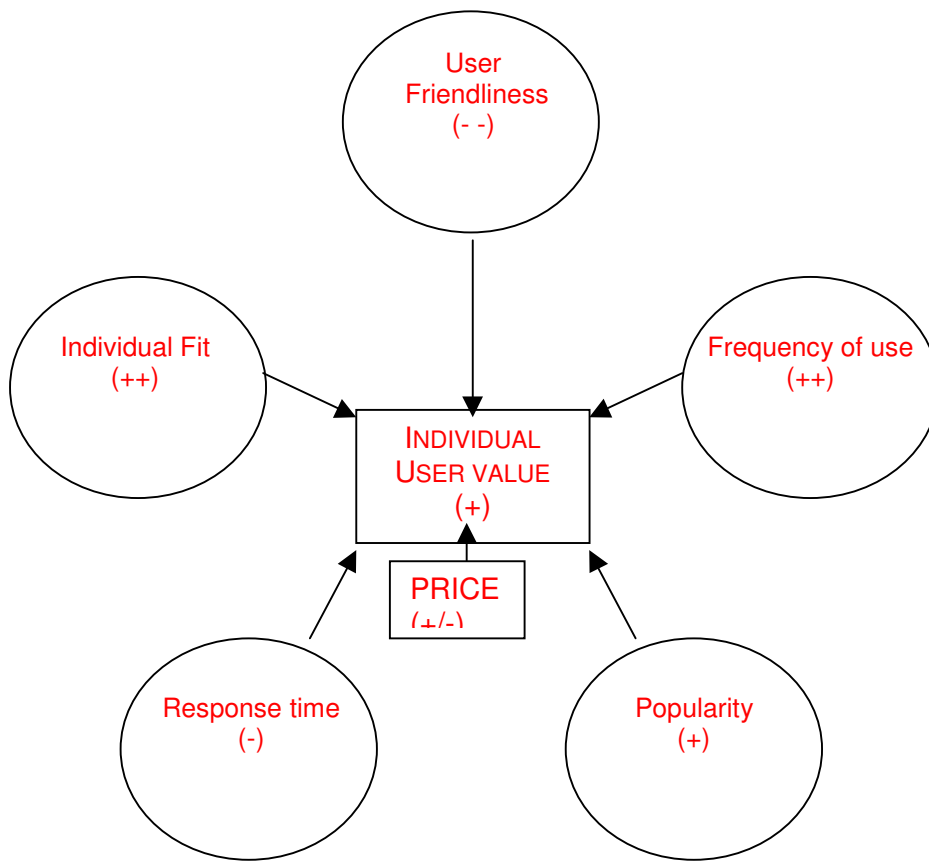 User
Friendliness
(- -)
Individual Fit
(++)
Frequency of use
(++)
INDIVIDUAL
USER VALUE
(+)
PRICE
(+/-)
Response time
(-)
Popularity
(+)